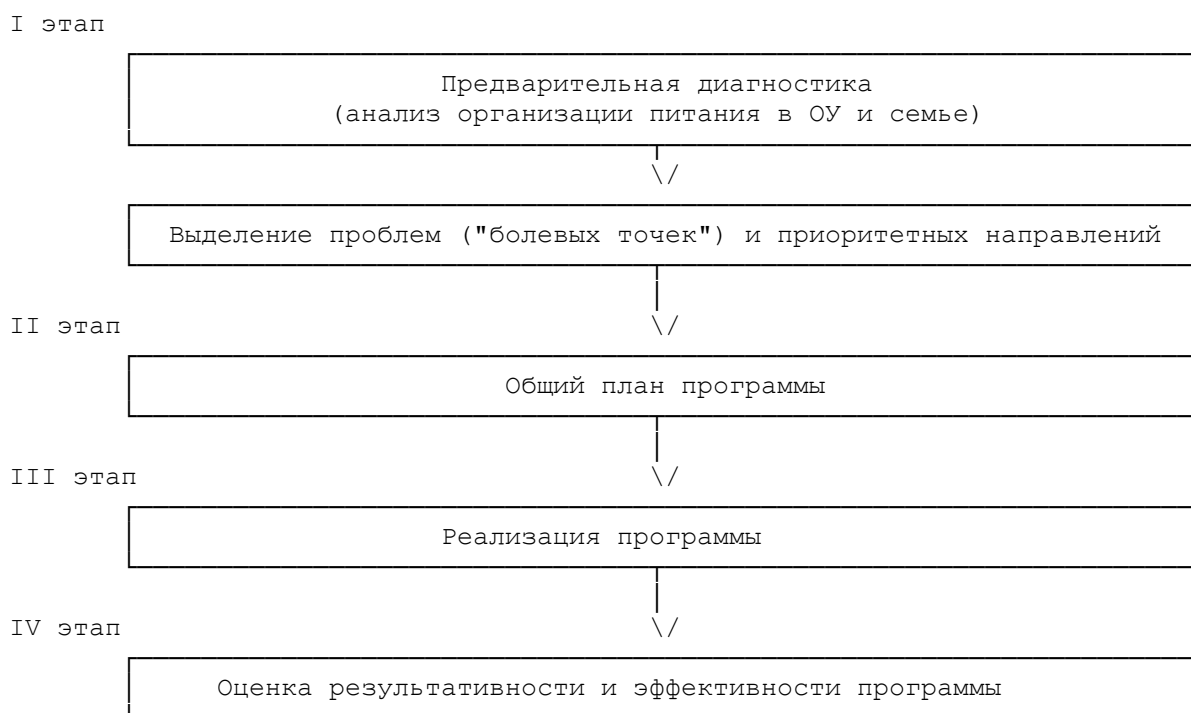 I этап
Предварительная диагностика
(анализ организации питания в ОУ и семье)
\/
Выделение проблем ("болевых точек") и приоритетных направлений
II этап
\/
Общий план программы
III этап
\/
Реализация программы
IV этап
\/
Оценка результативности и эффективности программы